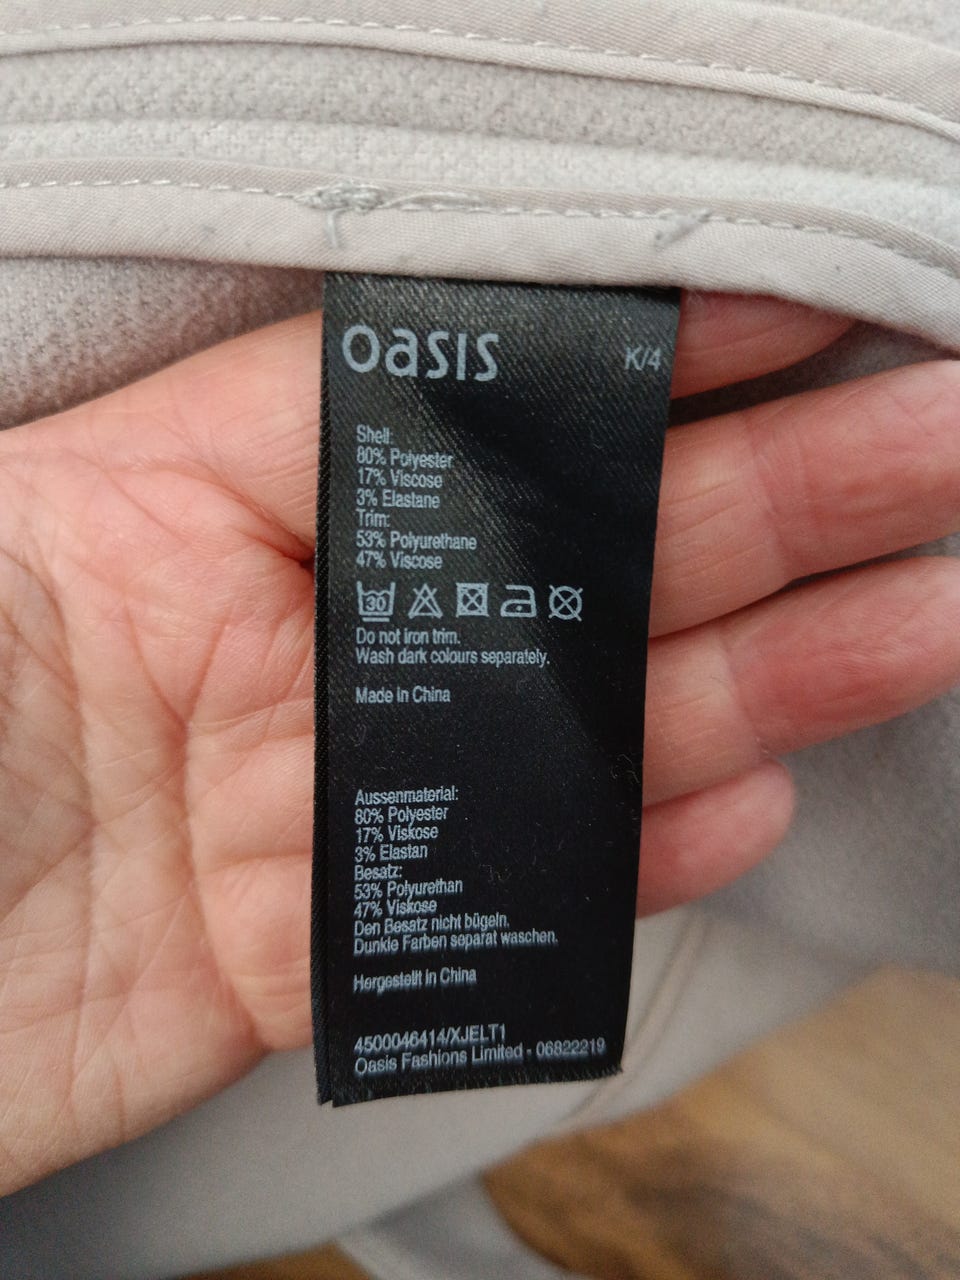 oasis
K/4
Shell:
80% Polyester
17% Viscose
3% Elastane
Trim:
53% Polyurethane
47% Viscose
30
Do not iron trim.
Wash dark colours separately.
Made in China
Aussenmaterial:
80% Polyester
17% Viskose
3% Elastan
Besatz:
53% Polyurethan
47% Viskose
Den Besatz nicht bügeln.
Dunkle Farben separat waschen.
Hergestellt in China
4500046414/XJELT1
Oasis Fashions Limited - 06822219